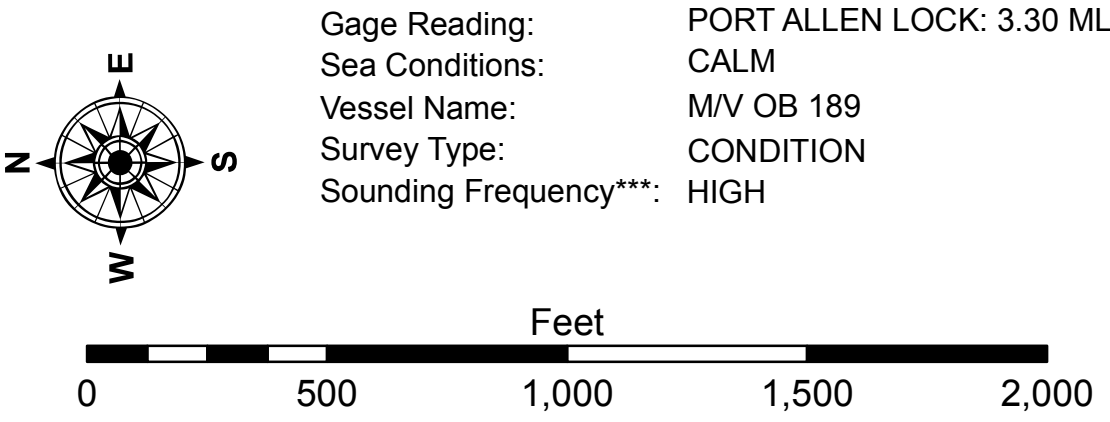 Gage Reading: PORT ALLEN LOCK: 3.30 ML
Sea Conditions: CALM
Vessel Name: M/V OB 189
Survey Type: CONDITION
Sounding Frequency***: HIGH
E
N S
W
Feet
0 500 1,000 1,500 2,000